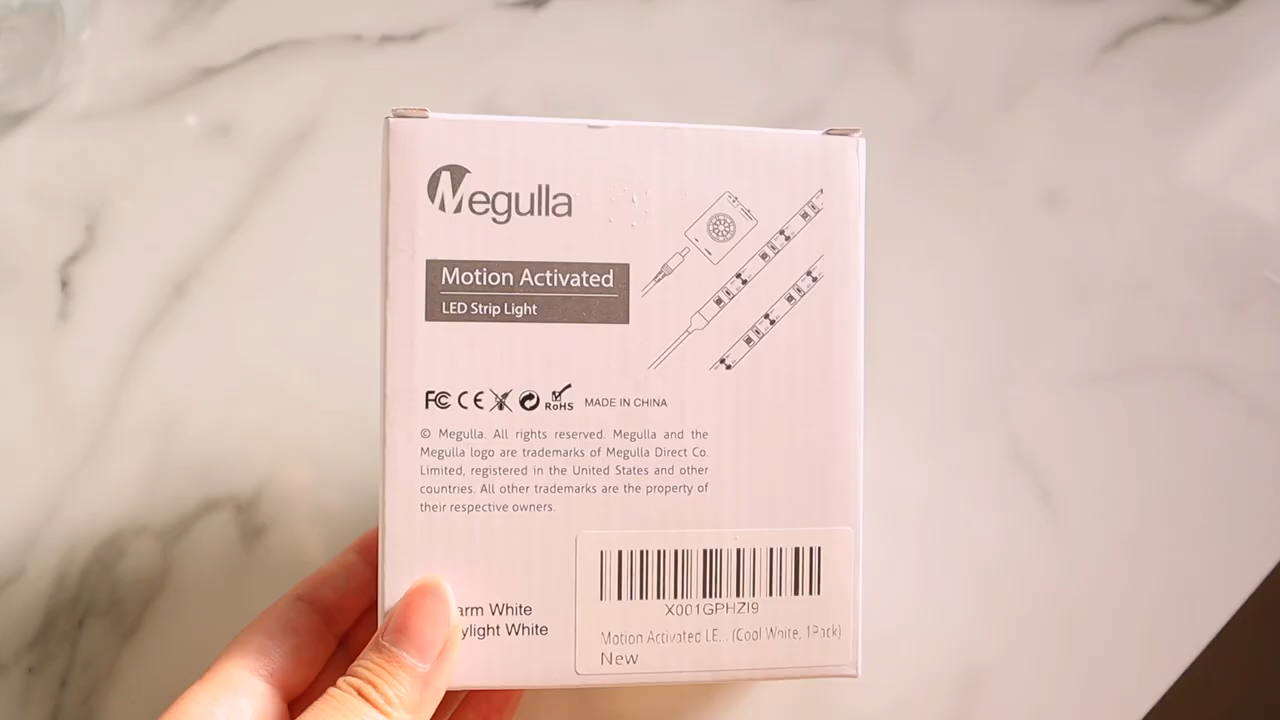 Megulla
Motion Activated
LED Strip Light
FC CE RoHS MADE IN CHINA
© Megulla. All rights reserved. Megulla and the
Megulla logo are trademarks of Megulla Direct Co.
Limited, registered in the United States and other
countries. All other trademarks are the property of
their respective owners.
arm White
ylight White
X001GPHZI9
Motion Activated LE... (Cool White, 1Pack)
New